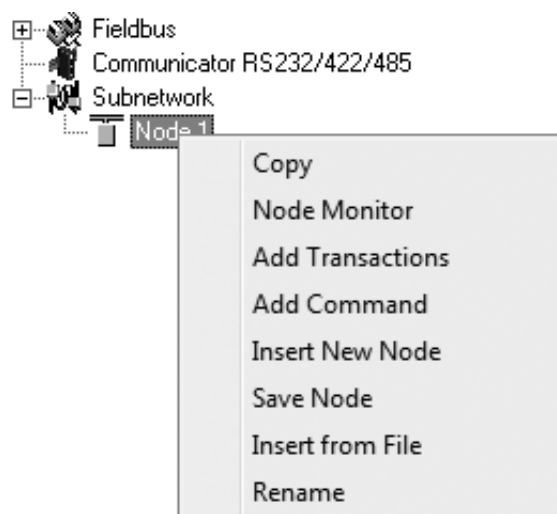 Fieldbus
Communicator RS232/422/485
Subnetwork
Node 1
Copy
Node Monitor
Add Transactions
Add Command
Insert New Node
Save Node
Insert from File
Rename